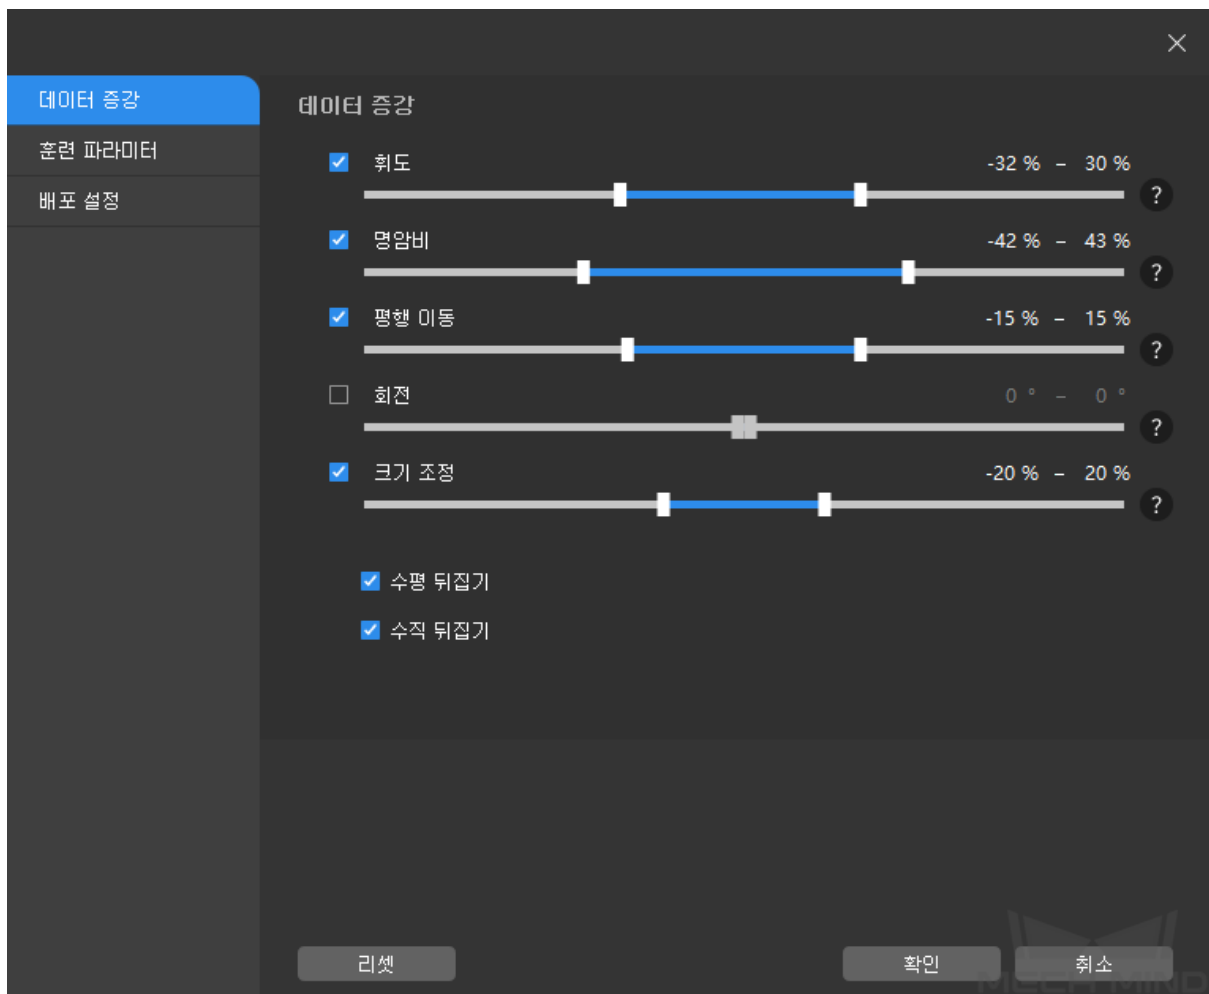 데이터 증강
훈련 파라미터
배포 설정
데이터 증강
휘도 -32 % – 30 %
?
명암비 -42 % – 43 %
?
평행 이동 -15 % – 15 %
?
회전 0 ° – 0 °
?
크기 조정 -20 % – 20 %
?
수평 뒤집기
수직 뒤집기
리셋 확인 취소
MECH MIND